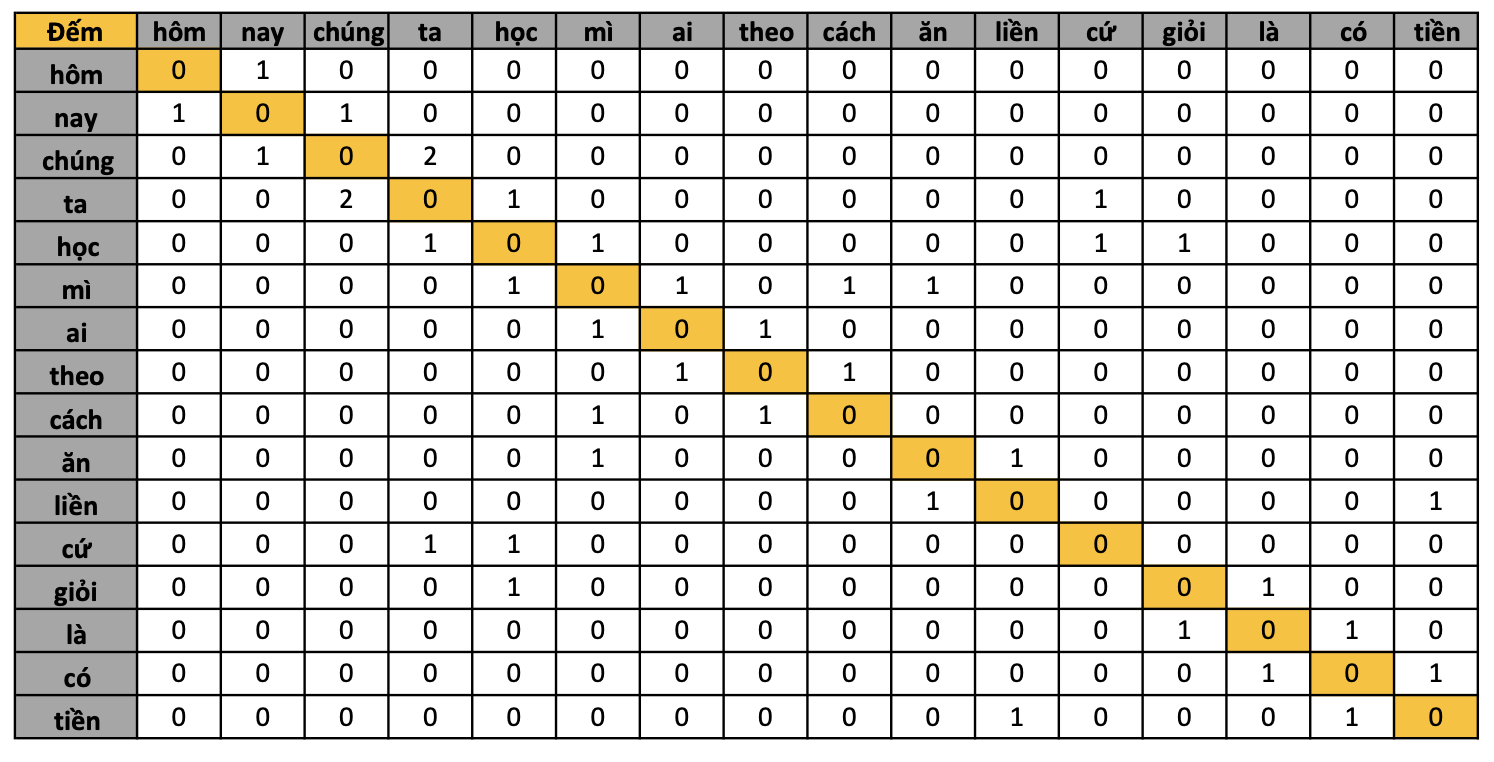 Đếm hôm nay chúng ta học mì ai theo cách ăn liền cứ giỏi là có tiền
hôm 0 1 0 0 0 0 0 0 0 0 0 0 0 0 0 0
nay 1 0 1 0 0 0 0 0 0 0 0 0 0 0 0 0
chúng 0 1 0 2 0 0 0 0 0 0 0 0 0 0 0 0
ta 0 0 2 0 1 0 0 0 0 0 0 1 0 0 0 0
học 0 0 0 1 0 1 0 0 0 0 0 1 1 0 0 0
mì 0 0 0 0 1 0 1 0 1 1 0 0 0 0 0 0
ai 0 0 0 0 0 1 0 1 0 0 0 0 0 0 0 0
theo 0 0 0 0 0 0 1 0 1 0 0 0 0 0 0 0
cách 0 0 0 0 0 1 0 1 0 0 0 0 0 0 0 0
ăn 0 0 0 0 0 1 0 0 0 0 1 0 0 0 0 0
liền 0 0 0 0 0 0 0 0 0 1 0 0 0 0 0 1
cứ 0 0 0 1 1 0 0 0 0 0 0 0 0 0 0 0
giỏi 0 0 0 0 1 0 0 0 0 0 0 0 0 1 0 0
là 0 0 0 0 0 0 0 0 0 0 0 0 1 0 1 0
có 0 0 0 0 0 0 0 0 0 0 0 0 0 1 0 1
tiền 0 0 0 0 0 0 0 0 0 0 1 0 0 0 1 0